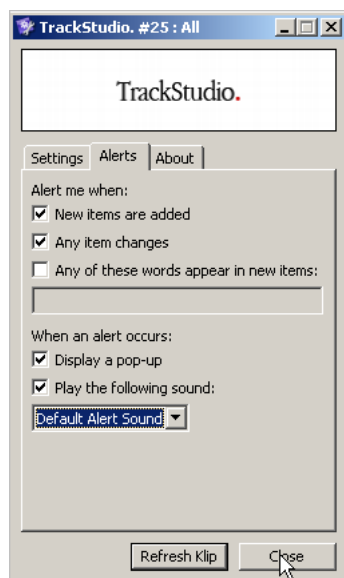 TrackStudio. #25 : All
TrackStudio.
Settings Alerts About
Alert me when:
New items are added
Any item changes
Any of these words appear in new items:
When an alert occurs:
Display a pop-up
Play the following sound:
Default Alert Sound
Refresh Klip Close